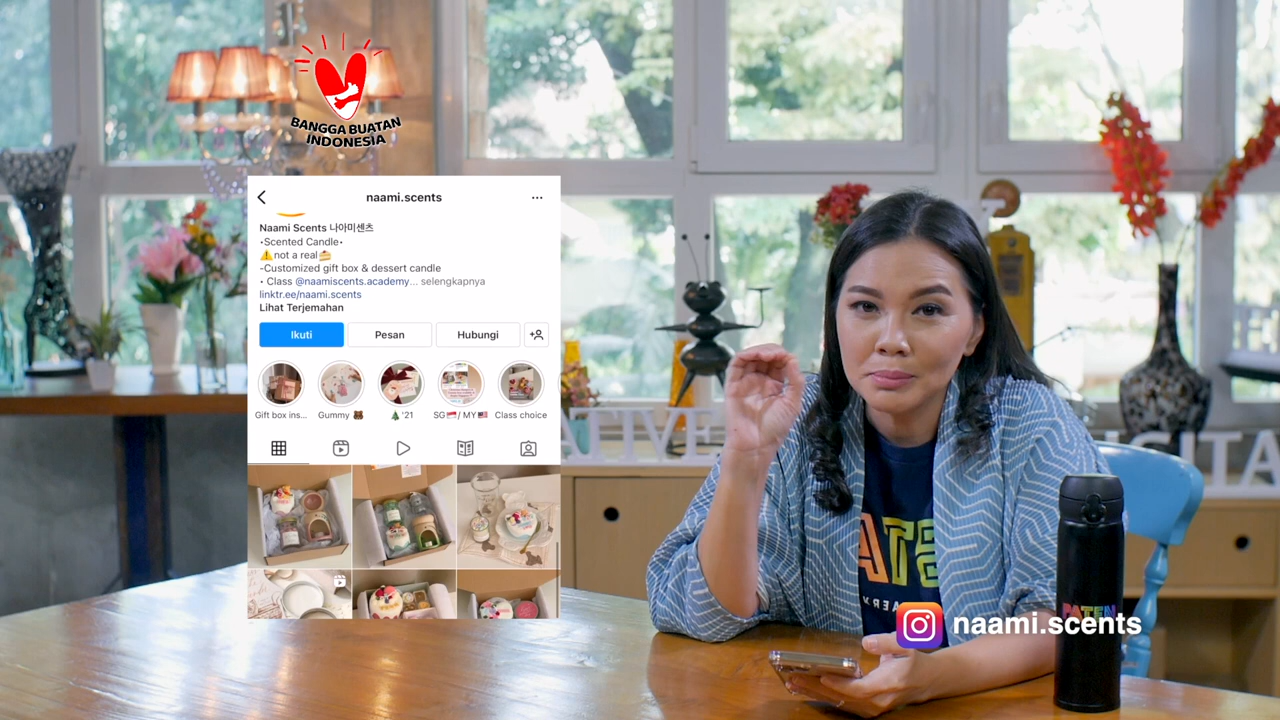 BANGGA BUATAN
INDONESIA
naami.scents
Naami Scents 나아미센츠
•Scented Candle•
⚠️not a real🍰
-Customized gift box & dessert candle
• Class @naamiscents.academy... selengkapnya
linktr.ee/naami.scents
Lihat Terjemahan
Ikuti
Pesan
Hubungi
Gift box ins...
Gummy 🐻
🎄'21
SG🇸🇬/ MY🇲🇾
Class choice
naami.scents
PATEN